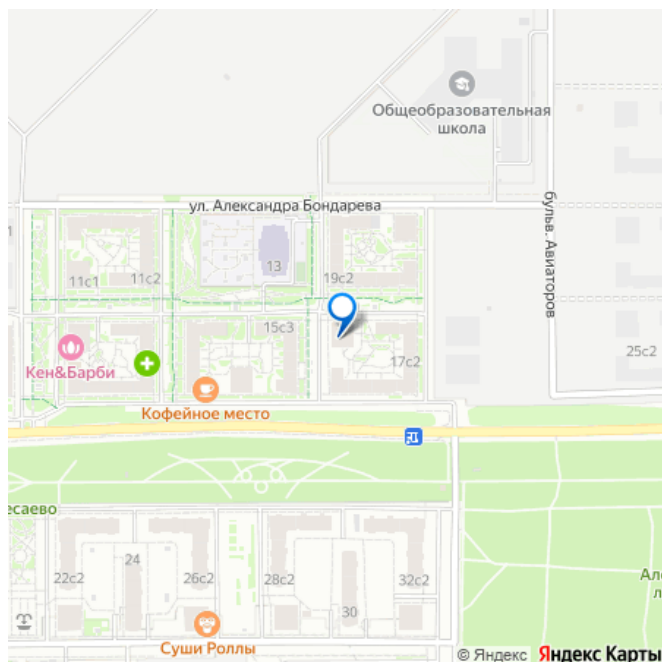 Общеобразовательная
школа
ул. Александра Бондарева
бульв. Авиаторов
13
11с1
11с2
19с2
15с3
25с2
17с2
Кен&Барби
Кофейное место
есаево
24
22с2
26с2
28с2
32с2
30
Але
л
Суши Роллы
© Яндекс Яндекс Карты